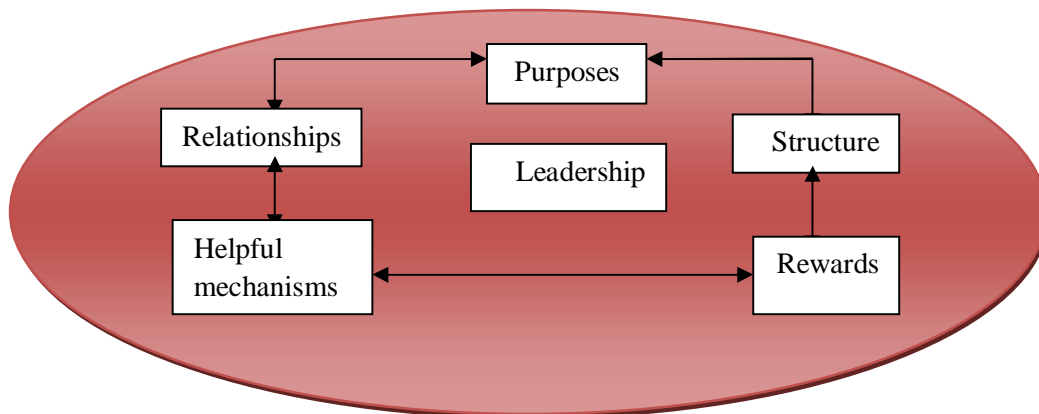 Purposes
Relationships
Structure
Leadership
Helpful
mechanisms
Rewards